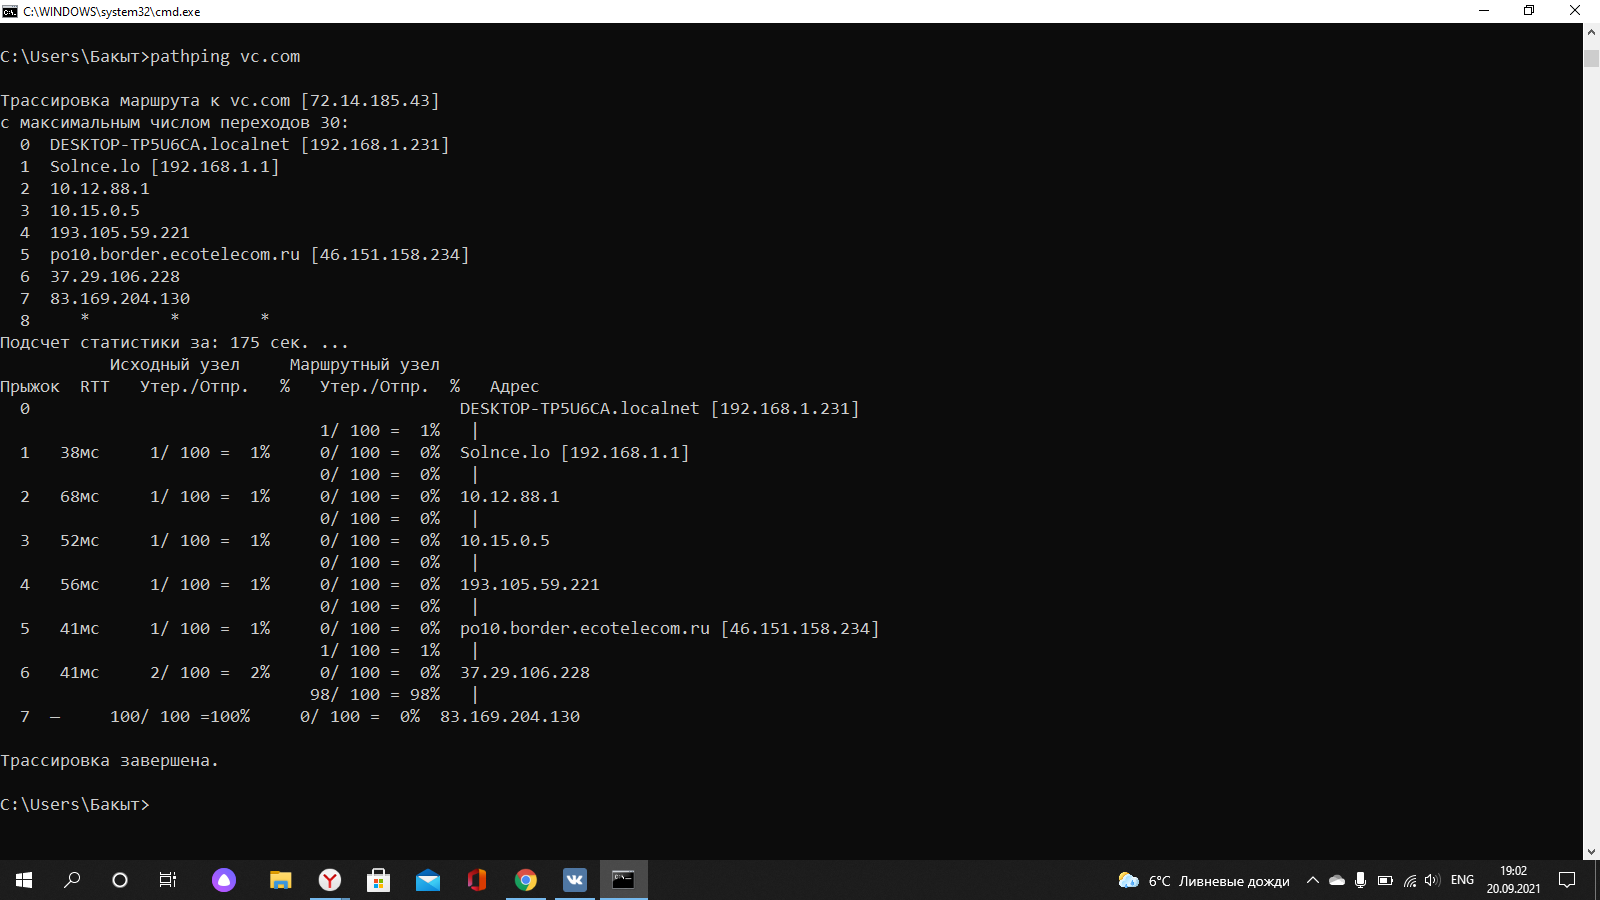 C:\WINDOWS\system32\cmd.exe
C:\Users\Бакыт>pathping vc.com
Трассировка маршрута к vc.com [72.14.185.43]
с максимальным числом переходов 30:
0 DESKTOP-TP5U6CA.localnet [192.168.1.231]
1 Solnce.lo [192.168.1.1]
2 10.12.88.1
3 10.15.0.5
4 193.105.59.221
5 po10.border.ecotelecom.ru [46.151.158.234]
6 37.29.106.228
7 83.169.204.130
8 * * *
Подсчет статистики за: 175 сек. ...
Исходный узел Маршрутный узел
Прыжок RTT Утер./Отпр. % Утер./Отпр. % Адрес
0 DESKTOP-TP5U6CA.localnet [192.168.1.231]
1/ 100 = 1% |
1 38мс 1/ 100 = 1% 0/ 100 = 0% Solnce.lo [192.168.1.1]
0/ 100 = 0% |
2 68мс 1/ 100 = 1% 0/ 100 = 0% 10.12.88.1
0/ 100 = 0% |
3 52мс 1/ 100 = 1% 0/ 100 = 0% 10.15.0.5
0/ 100 = 0% |
4 56мс 1/ 100 = 1% 0/ 100 = 0% 193.105.59.221
0/ 100 = 0% |
5 41мс 1/ 100 = 1% 0/ 100 = 0% po10.border.ecotelecom.ru [46.151.158.234]
1/ 100 = 1% |
6 41мс 2/ 100 = 2% 0/ 100 = 0% 37.29.106.228
98/ 100 = 98% |
7 — 100/ 100 =100% 0/ 100 = 0% 83.169.204.130
Трассировка завершена.
C:\Users\Бакыт>
6°C Ливневые дожди
ENG
19:02
20.09.2021